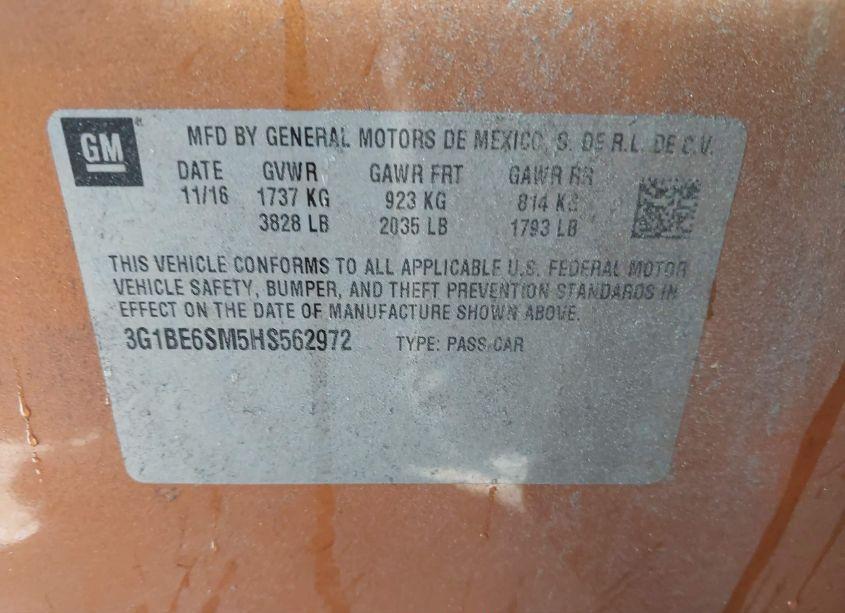 GM
MFD BY GENERAL MOTORS DE MEXICO, S. DE R.L. DE C.V.
DATE GVWR GAWR FRT GAWR RR
11/16 1737 KG 923 KG 814 KG
3828 LB 2035 LB 1793 LB
THIS VEHICLE CONFORMS TO ALL APPLICABLE U.S. FEDERAL MOTOR
VEHICLE SAFETY, BUMPER, AND THEFT PREVENTION STANDARDS IN
EFFECT ON THE DATE OF MANUFACTURE SHOWN ABOVE.
3G1BE6SM5HS562972 TYPE: PASS CAR